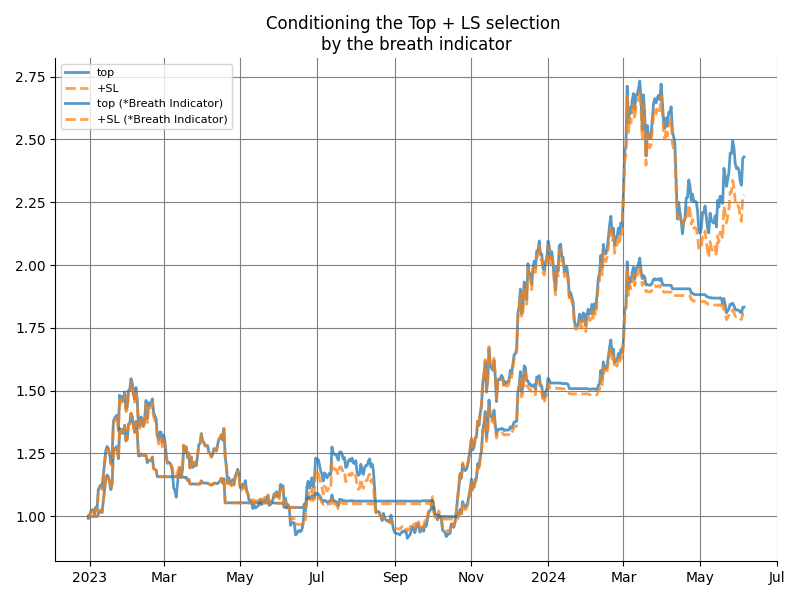 Conditioning the Top + LS selection
by the breath indicator
top
+SL
top (*Breath Indicator)
+SL (*Breath Indicator)
2.75
2.50
2.25
2.00
1.75
1.50
1.25
1.00
2023 Mar May Jul Sep Nov 2024 Mar May Jul